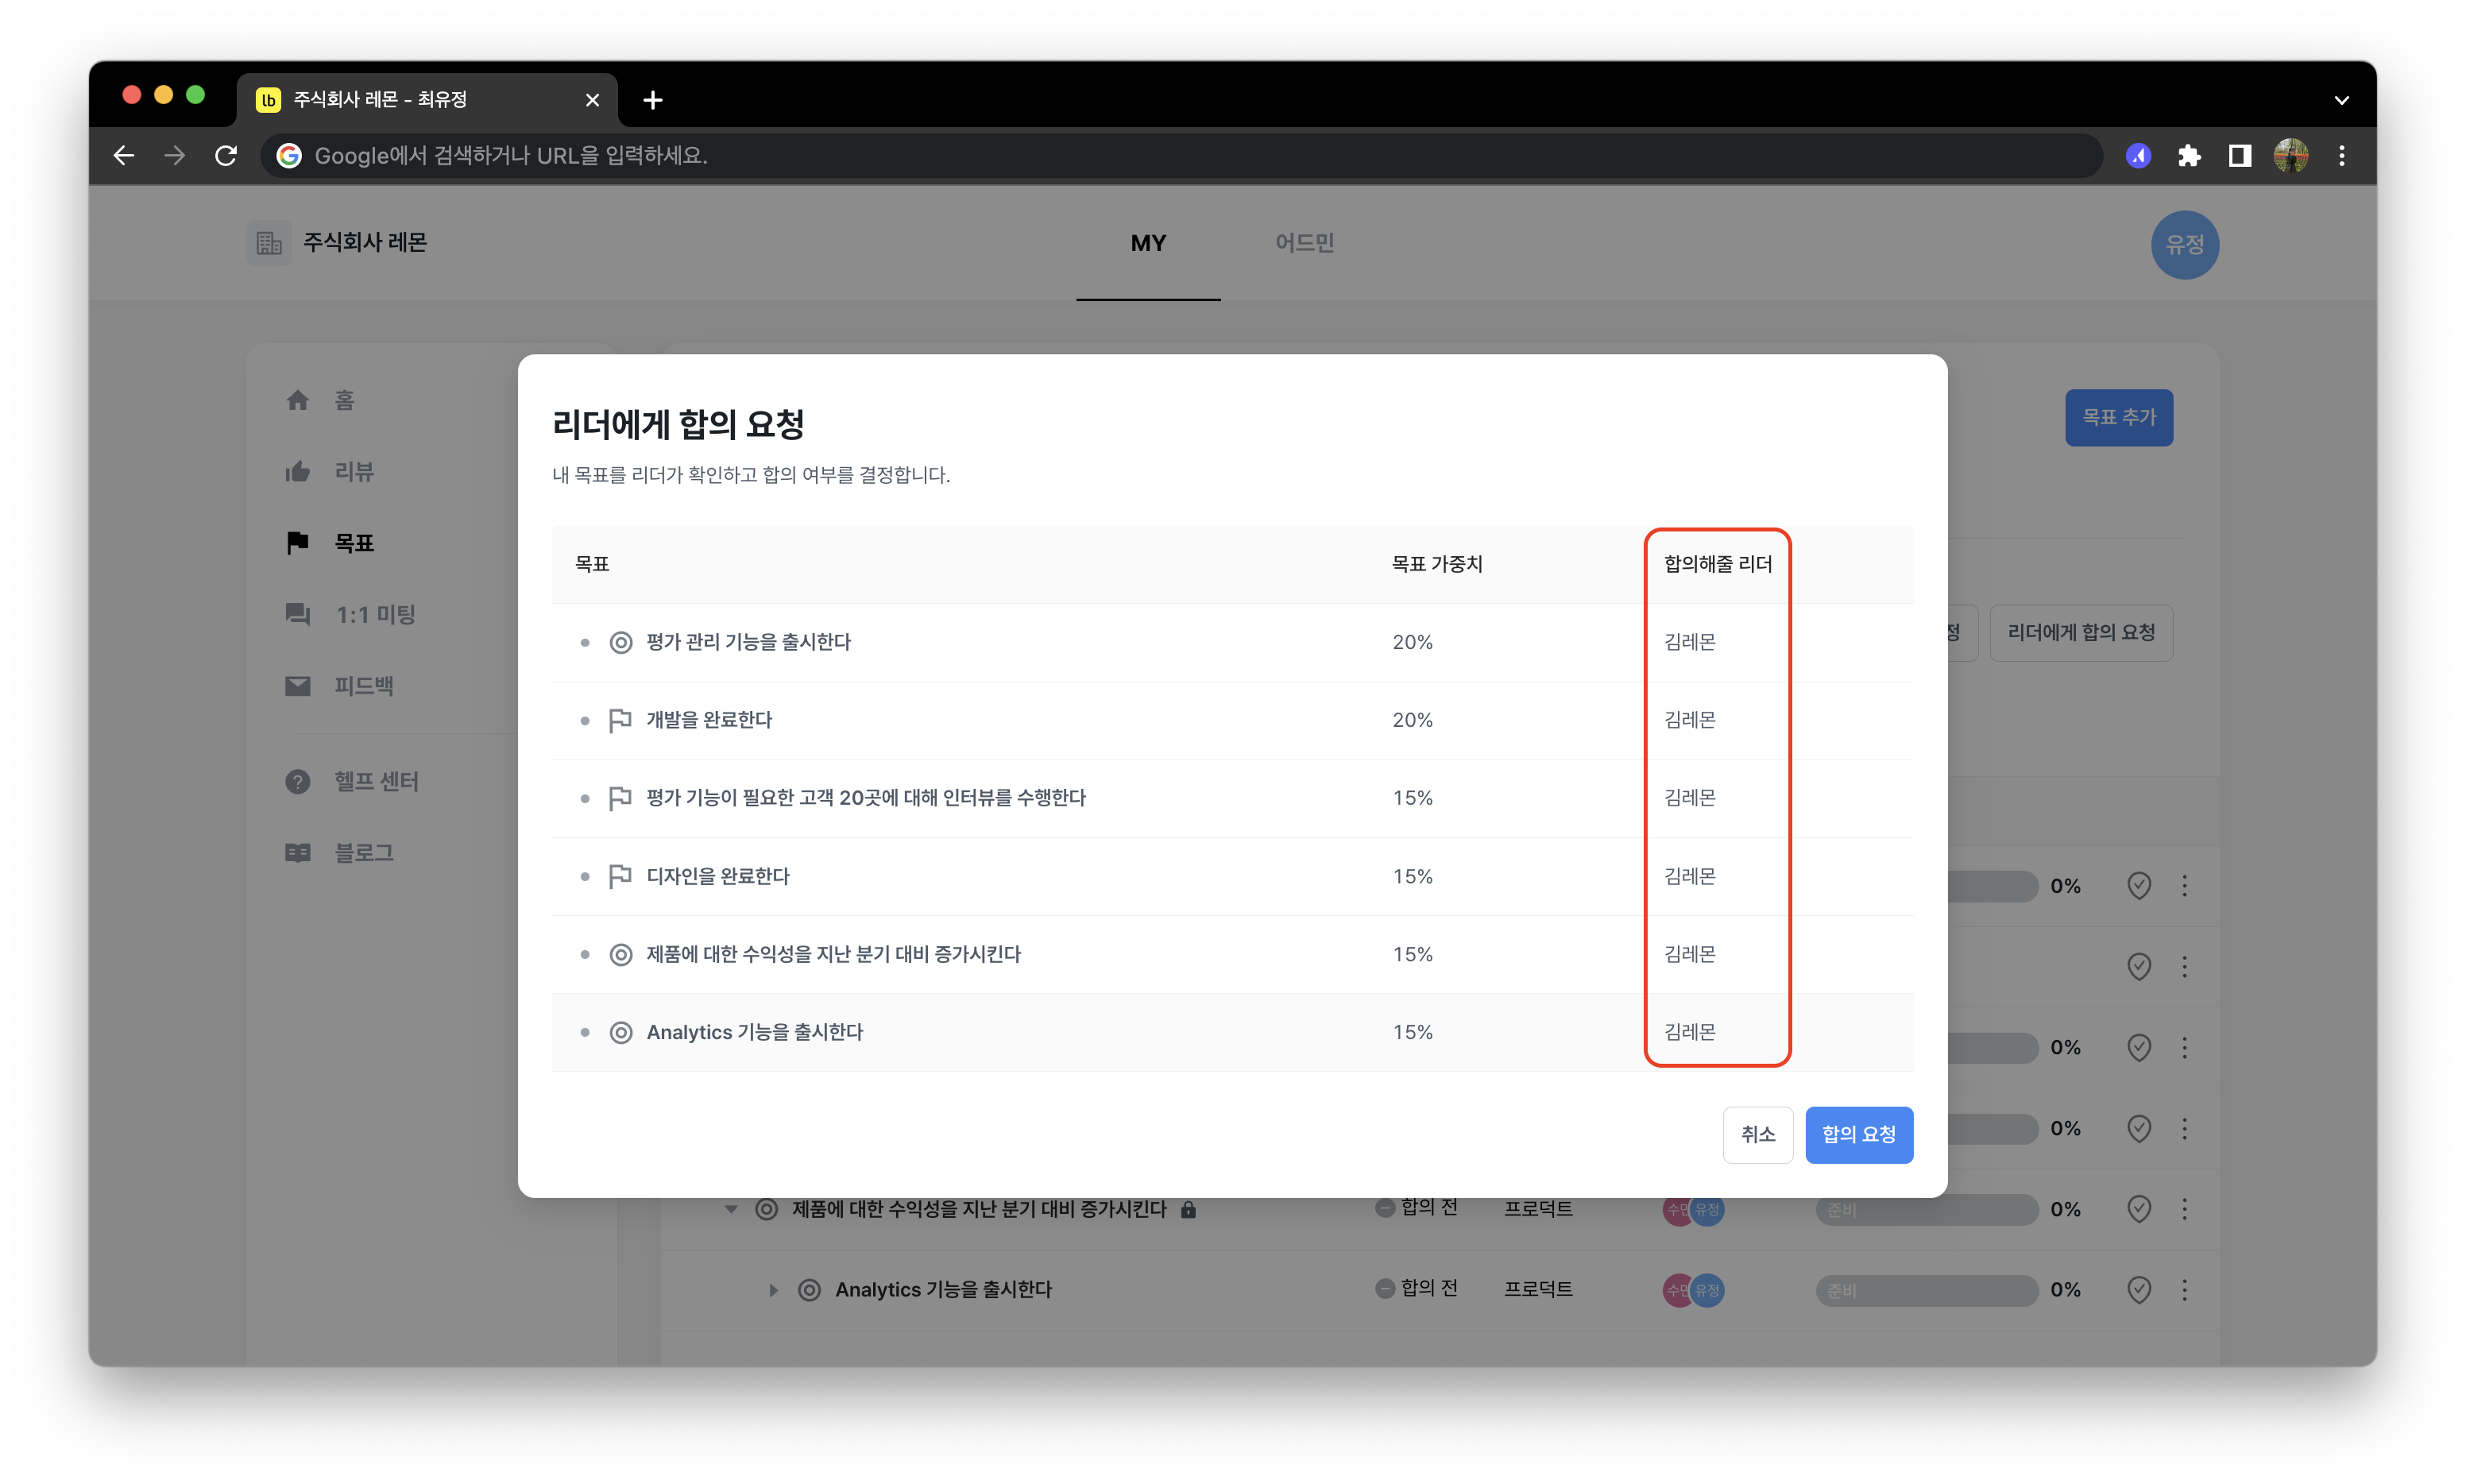 lb 주식회사 레몬 - 최유정
Google에서 검색하거나 URL을 입력하세요.
주식회사 레몬 MY 어드민 유정
홈
리뷰
목표
1:1 미팅
피드백
헬프 센터
블로그
목표 추가
리더에게 합의 요청
리더에게 합의 요청
내 목표를 리더가 확인하고 합의 여부를 결정합니다.
목표 목표 가중치 합의해줄 리더
평가 관리 기능을 출시한다 20% 김레몬
개발을 완료한다 20% 김레몬
평가 기능이 필요한 고객 20곳에 대해 인터뷰를 수행한다 15% 김레몬
디자인을 완료한다 15% 김레몬
제품에 대한 수익성을 지난 분기 대비 증가시킨다 15% 김레몬
Analytics 기능을 출시한다 15% 김레몬
취소 합의 요청
0%
0%
0%
제품에 대한 수익성을 지난 분기 대비 증가시킨다 합의 전 프로덕트 유정 준비 0%
Analytics 기능을 출시한다 합의 전 프로덕트 유정 준비 0%